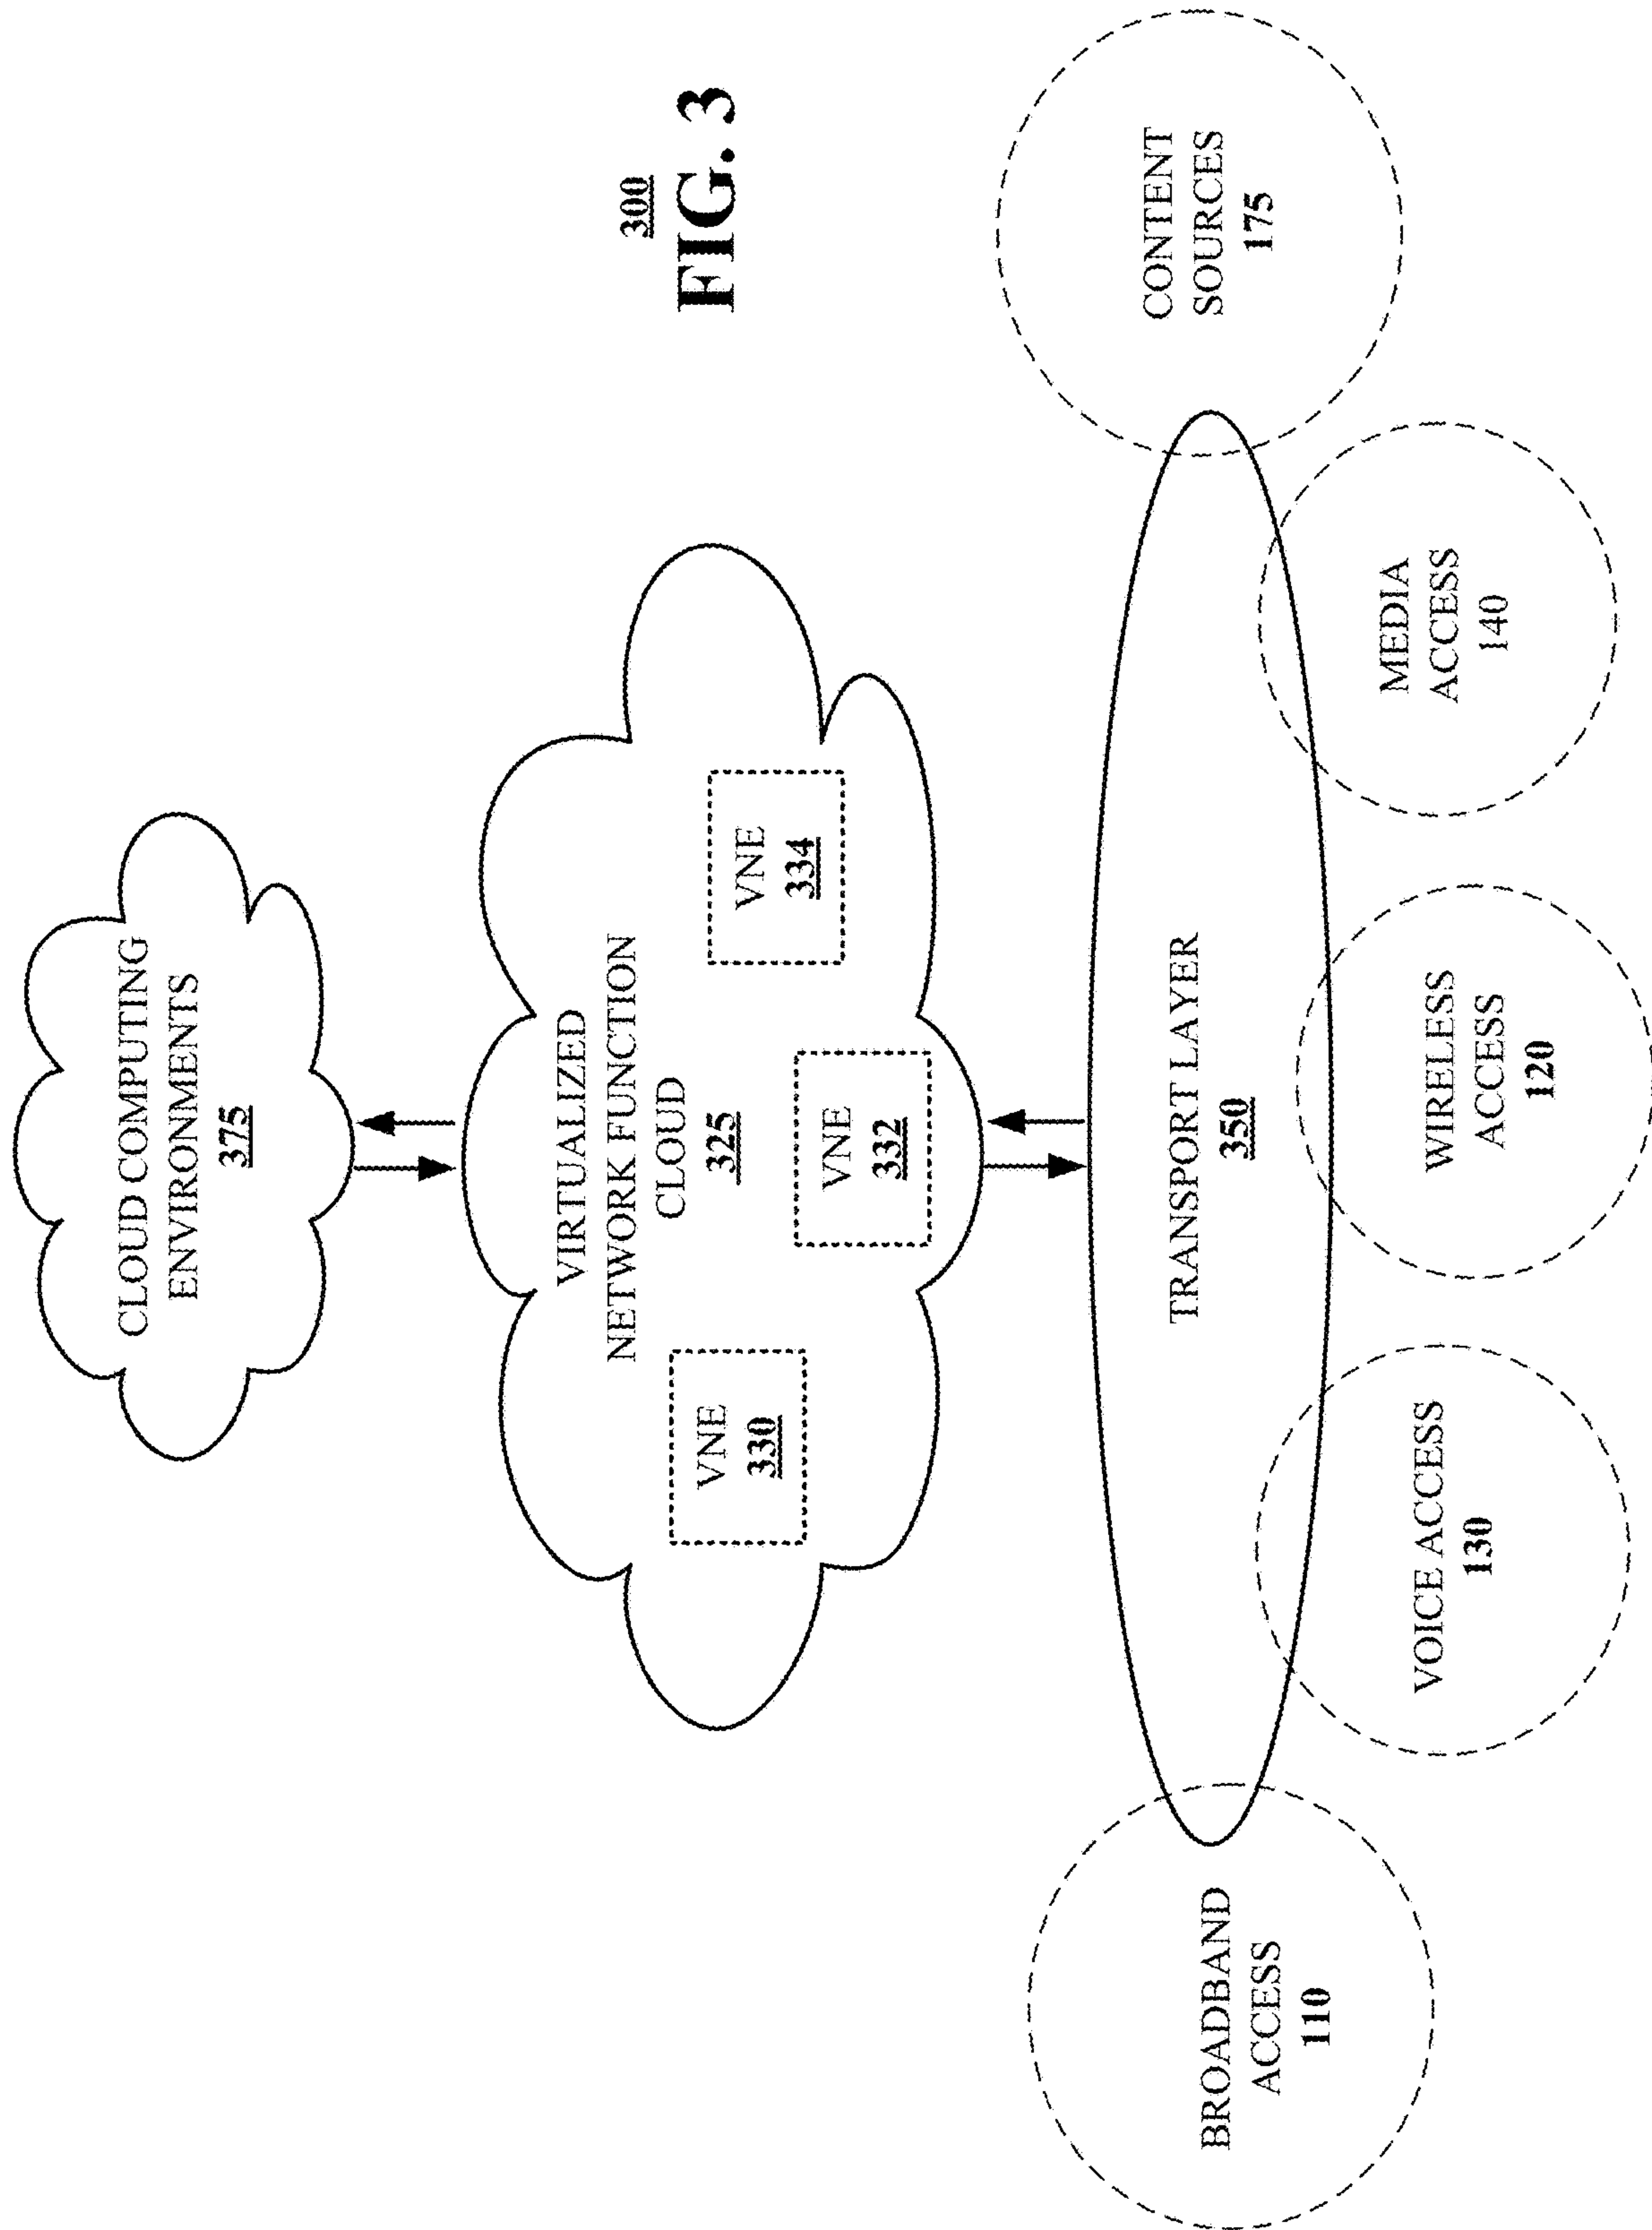 CLOUD COMPUTING
ENVIRONMENTS
375
VIRTUALIZED
NETWORK FUNCTION
CLOUD
325
VNE
330
VNE
332
VNE
334
300
FIG. 3
TRANSPORT LAYER
350
BROADBAND
ACCESS
110
VOICE ACCESS
130
WIRELESS
ACCESS
120
MEDIA
ACCESS
140
CONTENT
SOURCES
175